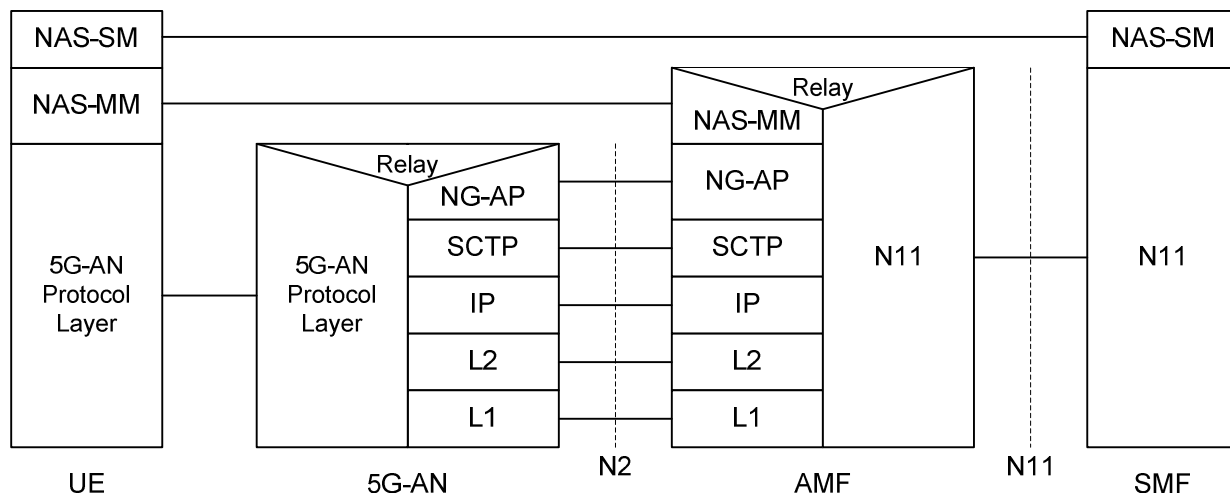 NAS-SM
NAS-SM
NAS-MM
Relay
NAS-MM
Relay
NG-AP
NG-AP
SCTP
SCTP
5G-AN
Protocol
Layer
5G-AN
Protocol
Layer
N11
N11
IP
IP
L2
L2
L1
L1
UE
5G-AN
N2
AMF
N11
SMF